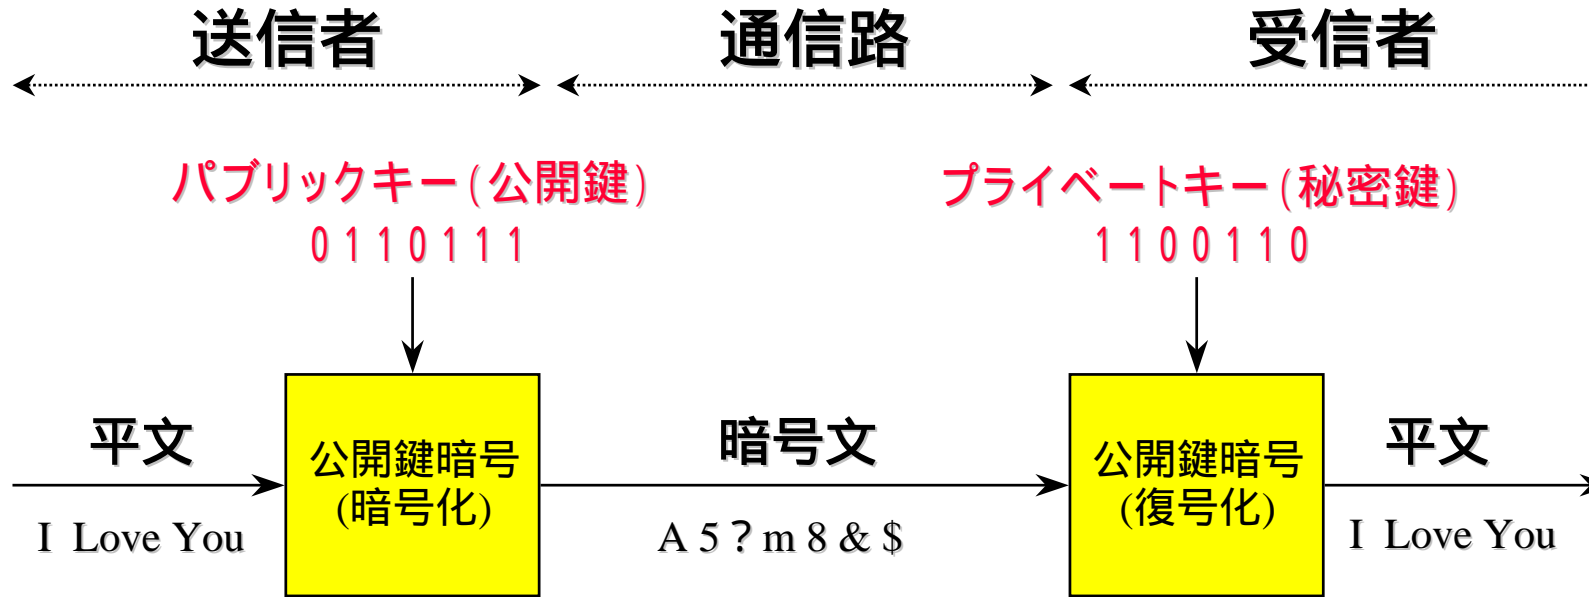 送信者
通信路
受信者
パブリックキー(公開鍵)
0110111
プライベートキー(秘密鍵)
1100110
平文
公開鍵暗号
(暗号化)
暗号文
公開鍵暗号
(復号化)
平文
I Love You
A 5 ? m 8 & $
I Love You